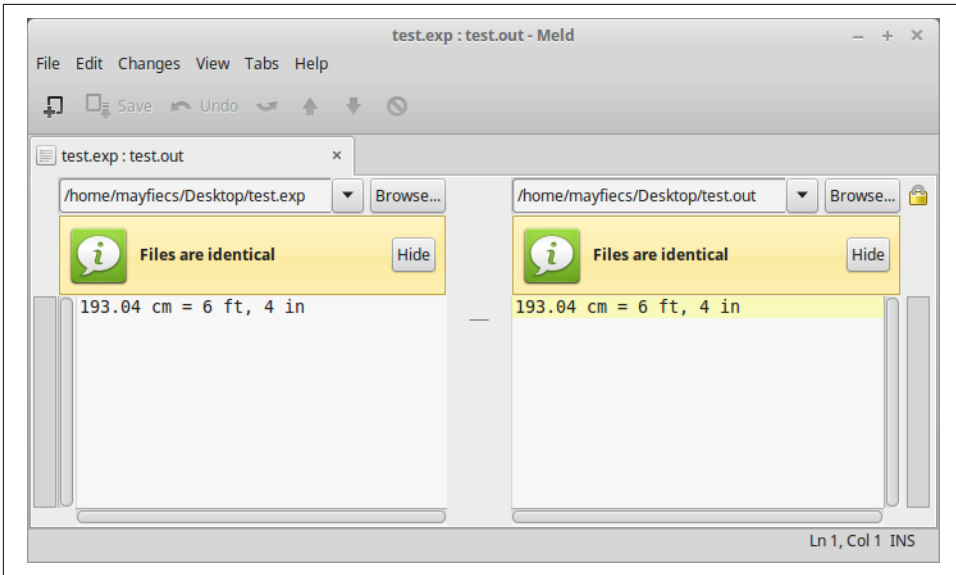 test.exp : test.out - Meld
File Edit Changes View Tabs Help
Save Undo
test.exp : test.out
/home/mayfiecs/Desktop/test.exp Browse... /home/mayfiecs/Desktop/test.out Browse...
Files are identical Hide Files are identical Hide
193.04 cm = 6 ft, 4 in 193.04 cm = 6 ft, 4 in
Ln 1, Col 1 INS